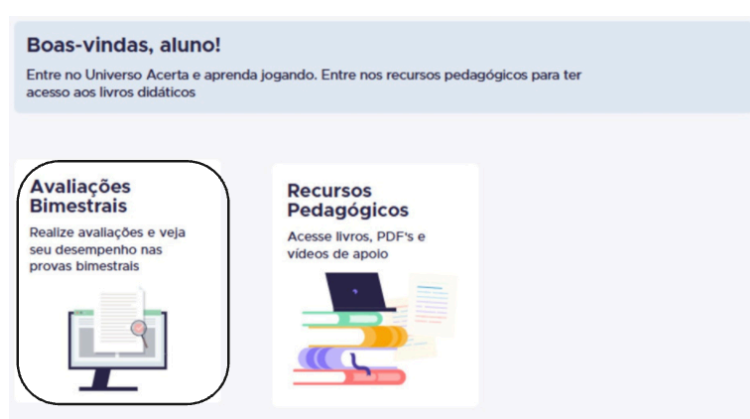 Boas-vindas, aluno!
Entre no Universo Acerta e aprenda jogando. Entre nos recursos pedagógicos para ter
acesso aos livros didáticos
Avaliações
Bimestrais
Realize avaliações e veja
seu desempenho nas
provas bimestrais
Recursos
Pedagógicos
Acesse livros, PDF's e
vídeos de apoio